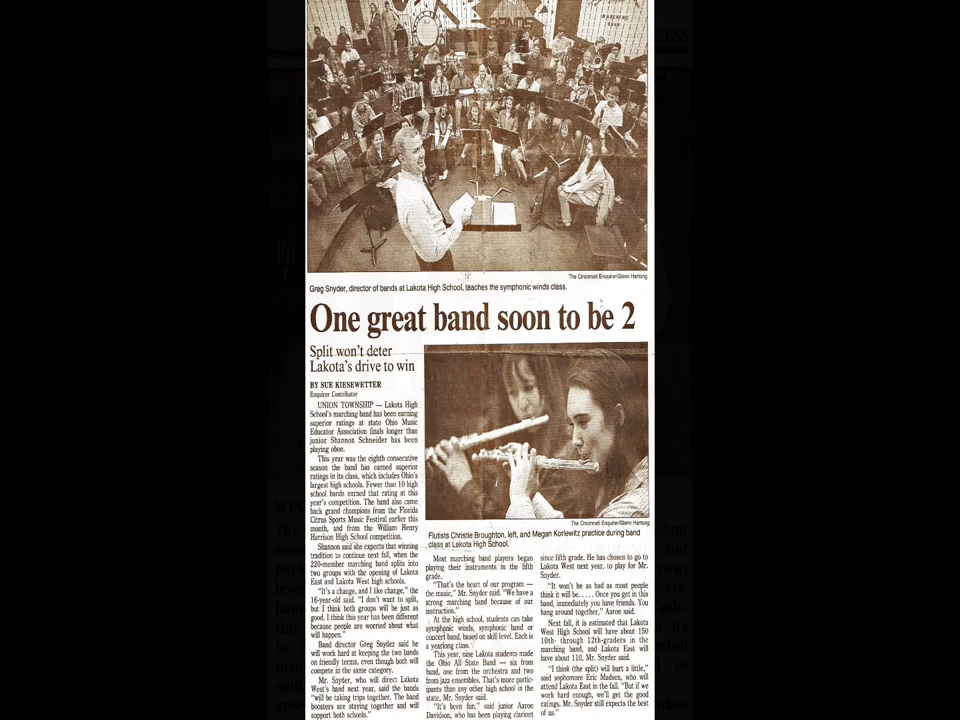 MARCHING
BAND
The Cincinnati Enquirer/Glenn Hartong
Greg Snyder, director of bands at Lakota High School, teaches the symphonic winds class.
One great band soon to be 2
Split won't deter
Lakota's drive to win
BY SUE KIESEWETTER
Enquirer Contributor
UNION TOWNSHIP — Lakota High
School's marching band has been earning
superior ratings at state Ohio Music
Educator Association finals longer than
junior Shannon Schneider has been
playing oboe.
This year was the eighth consecutive
season the band has earned superior
ratings in its class, which includes Ohio's
largest high schools. Fewer than 10 high
school bands earned that rating at this
year's competition. The band also came
back grand champions from the Florida
Citrus Sports Music Festival earlier this
month, and from the William Henry
Harrison High School competition.
Shannon said she expects that winning
tradition to continue next fall, when the
220-member marching band splits into
two groups with the opening of Lakota
East and Lakota West high schools.
"It's a change, and I like change," the
16-year-old said. "I don't want to split,
but I think both groups will be just as
good. I think this year has been different
because people are worried about what
will happen."
Band director Greg Snyder said he
will work hard at keeping the two bands
on friendly terms, even though both will
compete in the same category.
Mr. Snyder, who will direct Lakota
West's band next year, said the bands
"will be taking trips together. The band
boosters are staying together and will
support both schools."
The Cincinnati Enquirer/Glenn Hartong
Flutists Christie Broughton, left, and Megan Korlewitz practice during band
class at Lakota High School.
Most marching band players began
playing their instruments in the fifth
grade.
"That's the heart of our program —
the music," Mr. Snyder said. "We have a
strong marching band because of our
instruction."
At the high school, students can take
symphonic winds, symphonic band or
concert band, based on skill level. Each is
a yearlong class.
This year, nine Lakota students made
the Ohio All State Band — six from
band, one from the orchestra and two
from jazz ensembles. That's more partic-
ipants than any other high school in the
state, Mr. Snyder said.
"It's been fun," said junior Aaron
Davidson, who has been playing clarinet
since fifth grade. He has chosen to go to
Lakota West next year, to play for Mr.
Snyder.
"It won't be as bad as most people
think it will be. . . . . Once you get in this
band, immediately you have friends. You
hang around together," Aaron said.
Next fall, it is estimated that Lakota
West High School will have about 150
10th- through 12th-graders in the
marching band, and Lakota East will
have about 110, Mr. Snyder said.
"I think (the split) will hurt a little,"
said sophomore Eric Madsen, who will
attend Lakota East in the fall. "But if we
work hard enough, we'll get the good
ratings. Mr. Snyder still expects the best
of us."